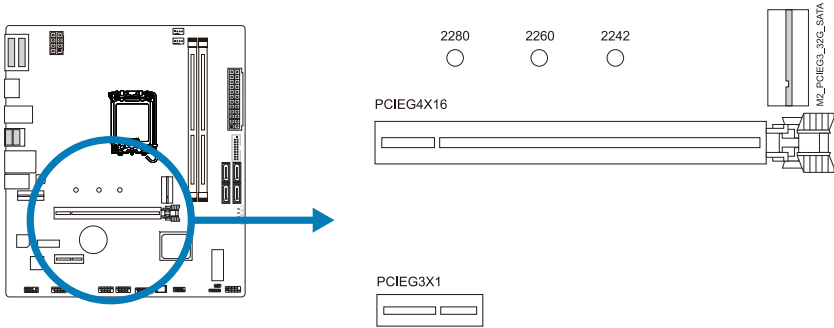 2280 2260 2242
M2_PCIEG3_32G_SATA
PCIEG4X16
PCIEG3X1